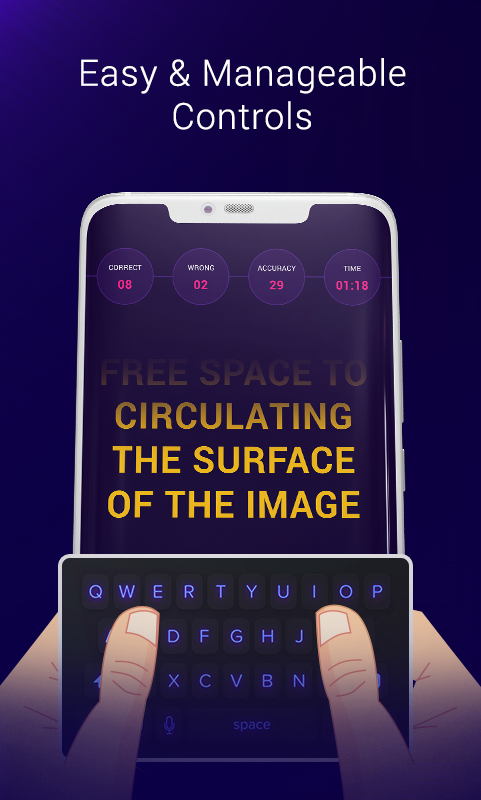 Easy & Manageable
Controls
CORRECT WRONG ACCURACY TIME
08 02 29 01:18
FREE SPACE TO
CIRCULATING
THE SURFACE
OF THE IMAGE
Q W E R T Y U I O P
D F G H J
X C V B N
space